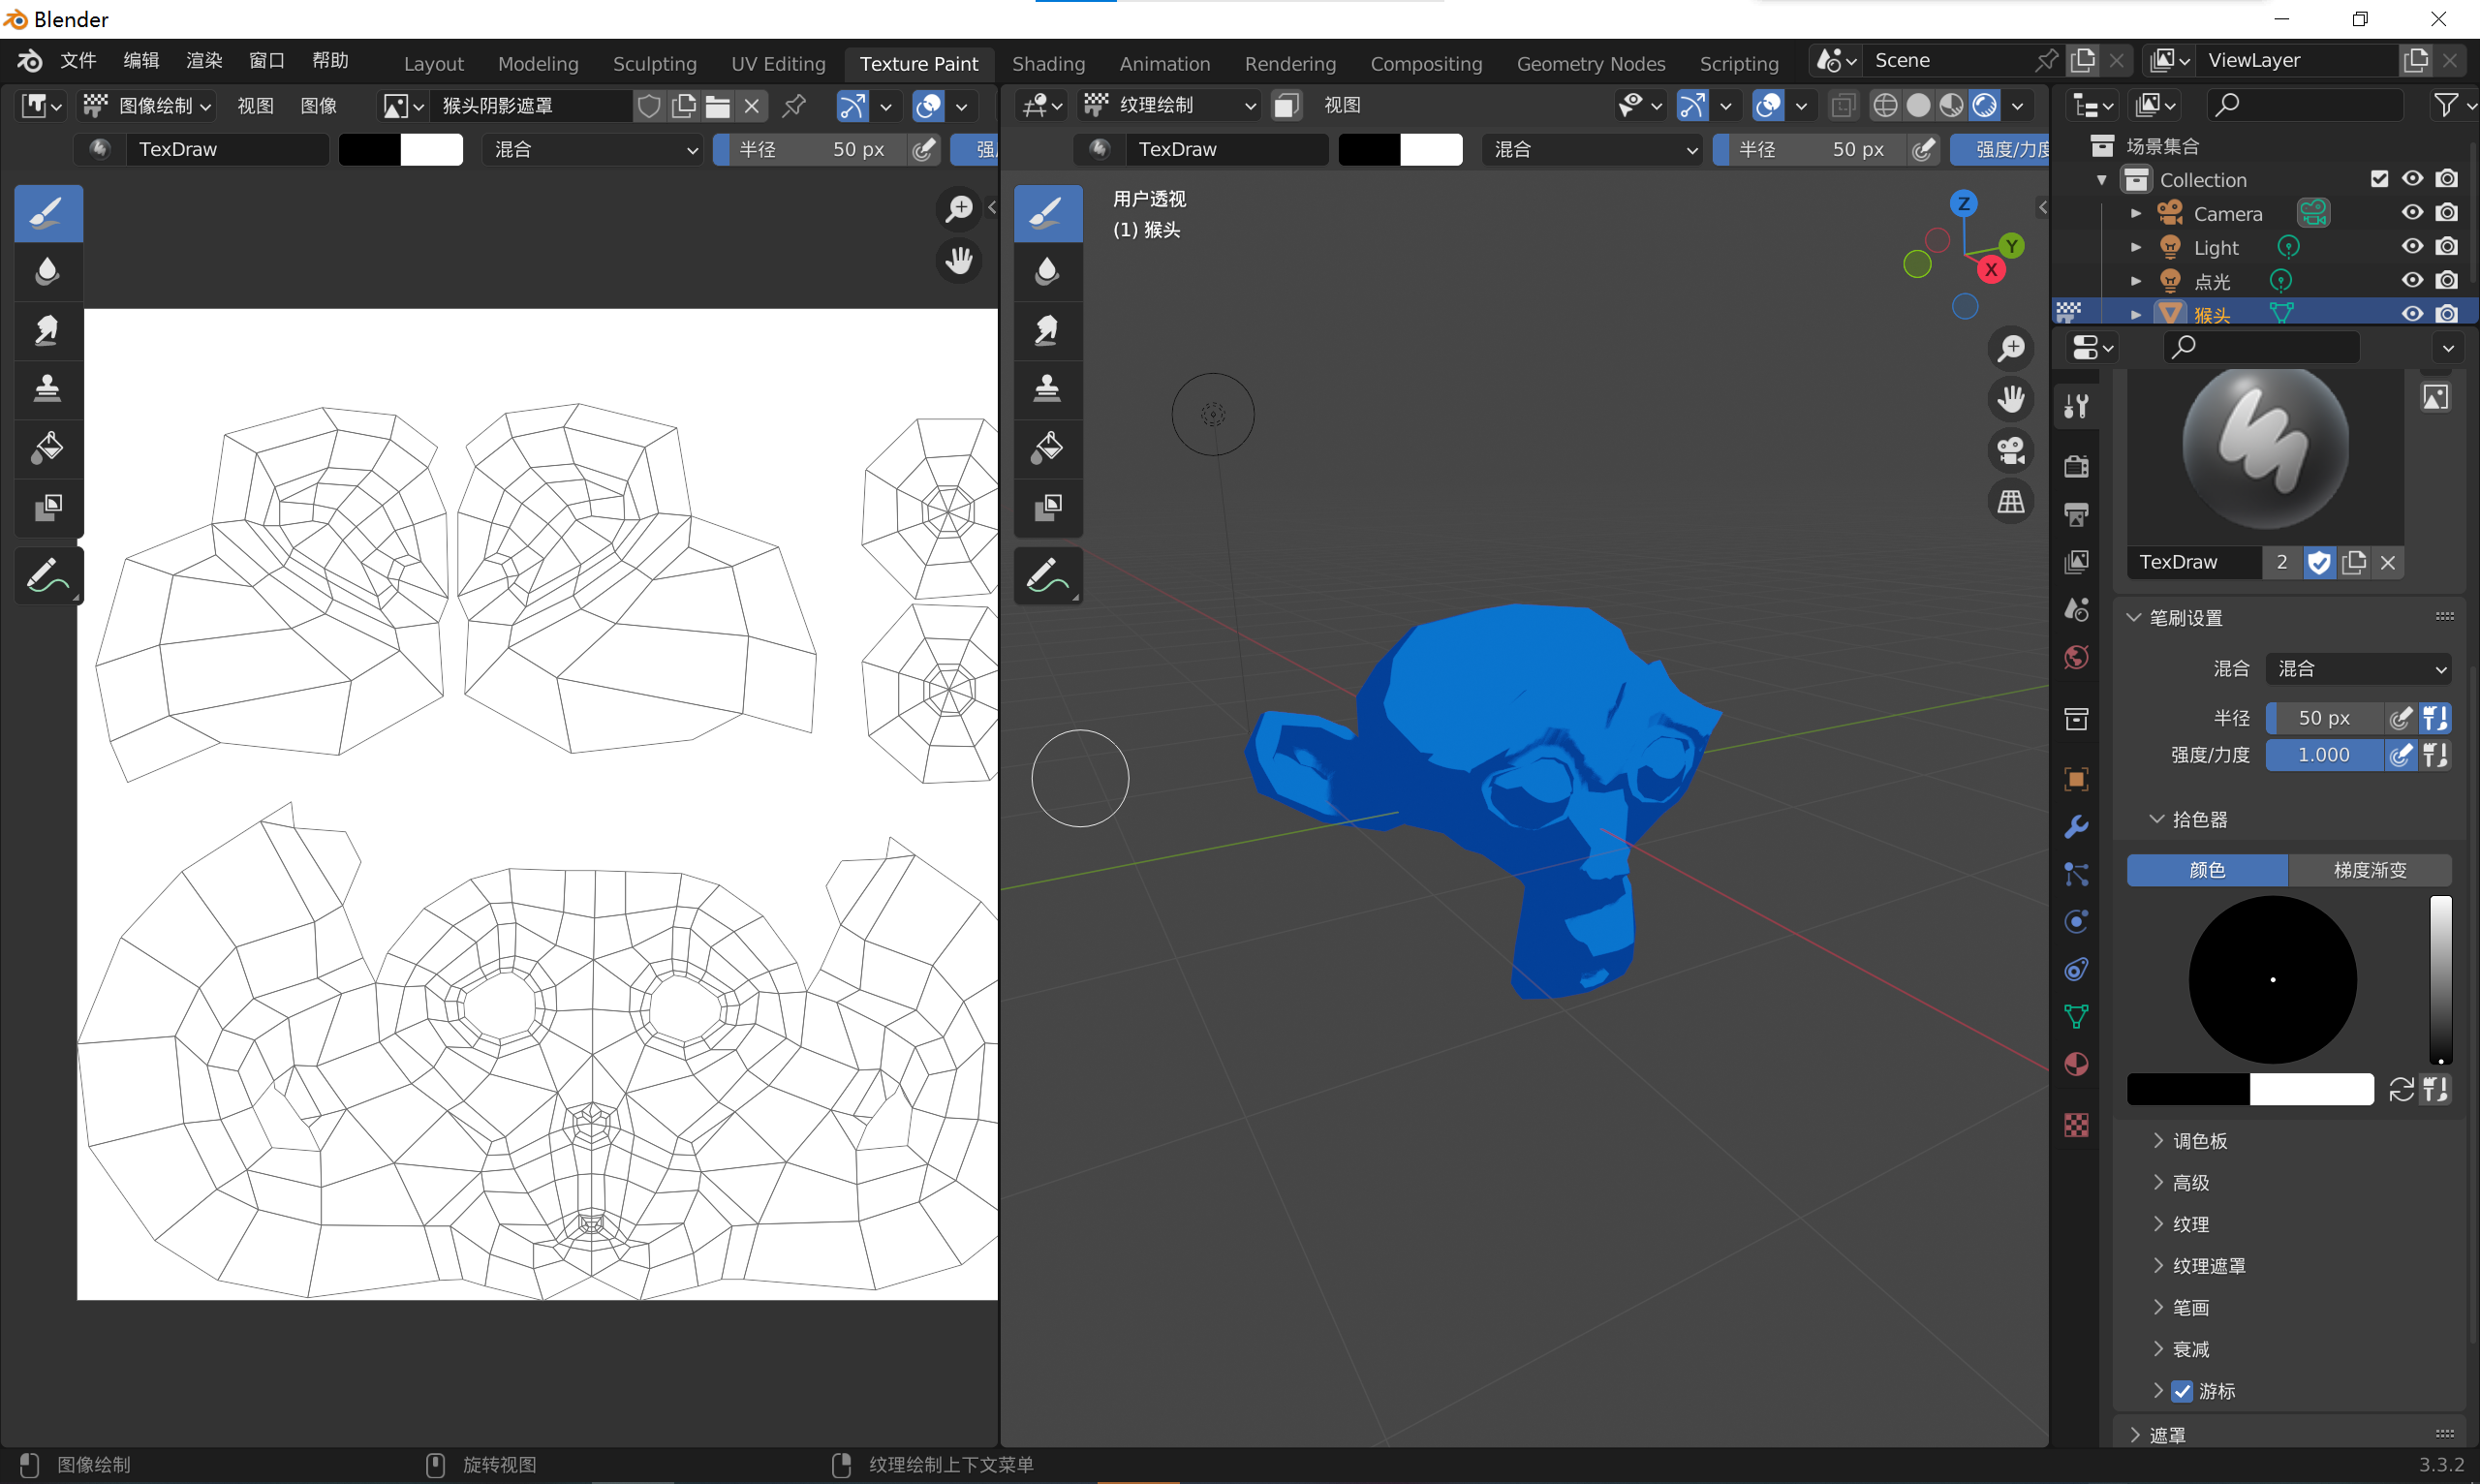 Blender
文件 编辑 渲染 窗口 帮助 Layout Modeling Sculpting UV Editing Texture Paint Shading Animation Rendering Compositing Geometry Nodes Scripting Scene ViewLayer
图像绘制 视图 图像 猴头阴影遮罩
TexDraw 混合 半径 50 px 强
纹理绘制 视图
TexDraw 混合 半径 50 px 强度/力度
用户透视
(1) 猴头
Z
Y
X
场景集合
Collection
Camera
Light
点光
猴头
TexDraw 2
笔刷设置
混合 混合
半径 50 px
强度/力度 1.000
拾色器
颜色 梯度渐变
调色板
高级
纹理
纹理遮罩
笔画
衰减
游标
遮罩
图像绘制 旋转视图 纹理绘制上下文菜单 3.3.2